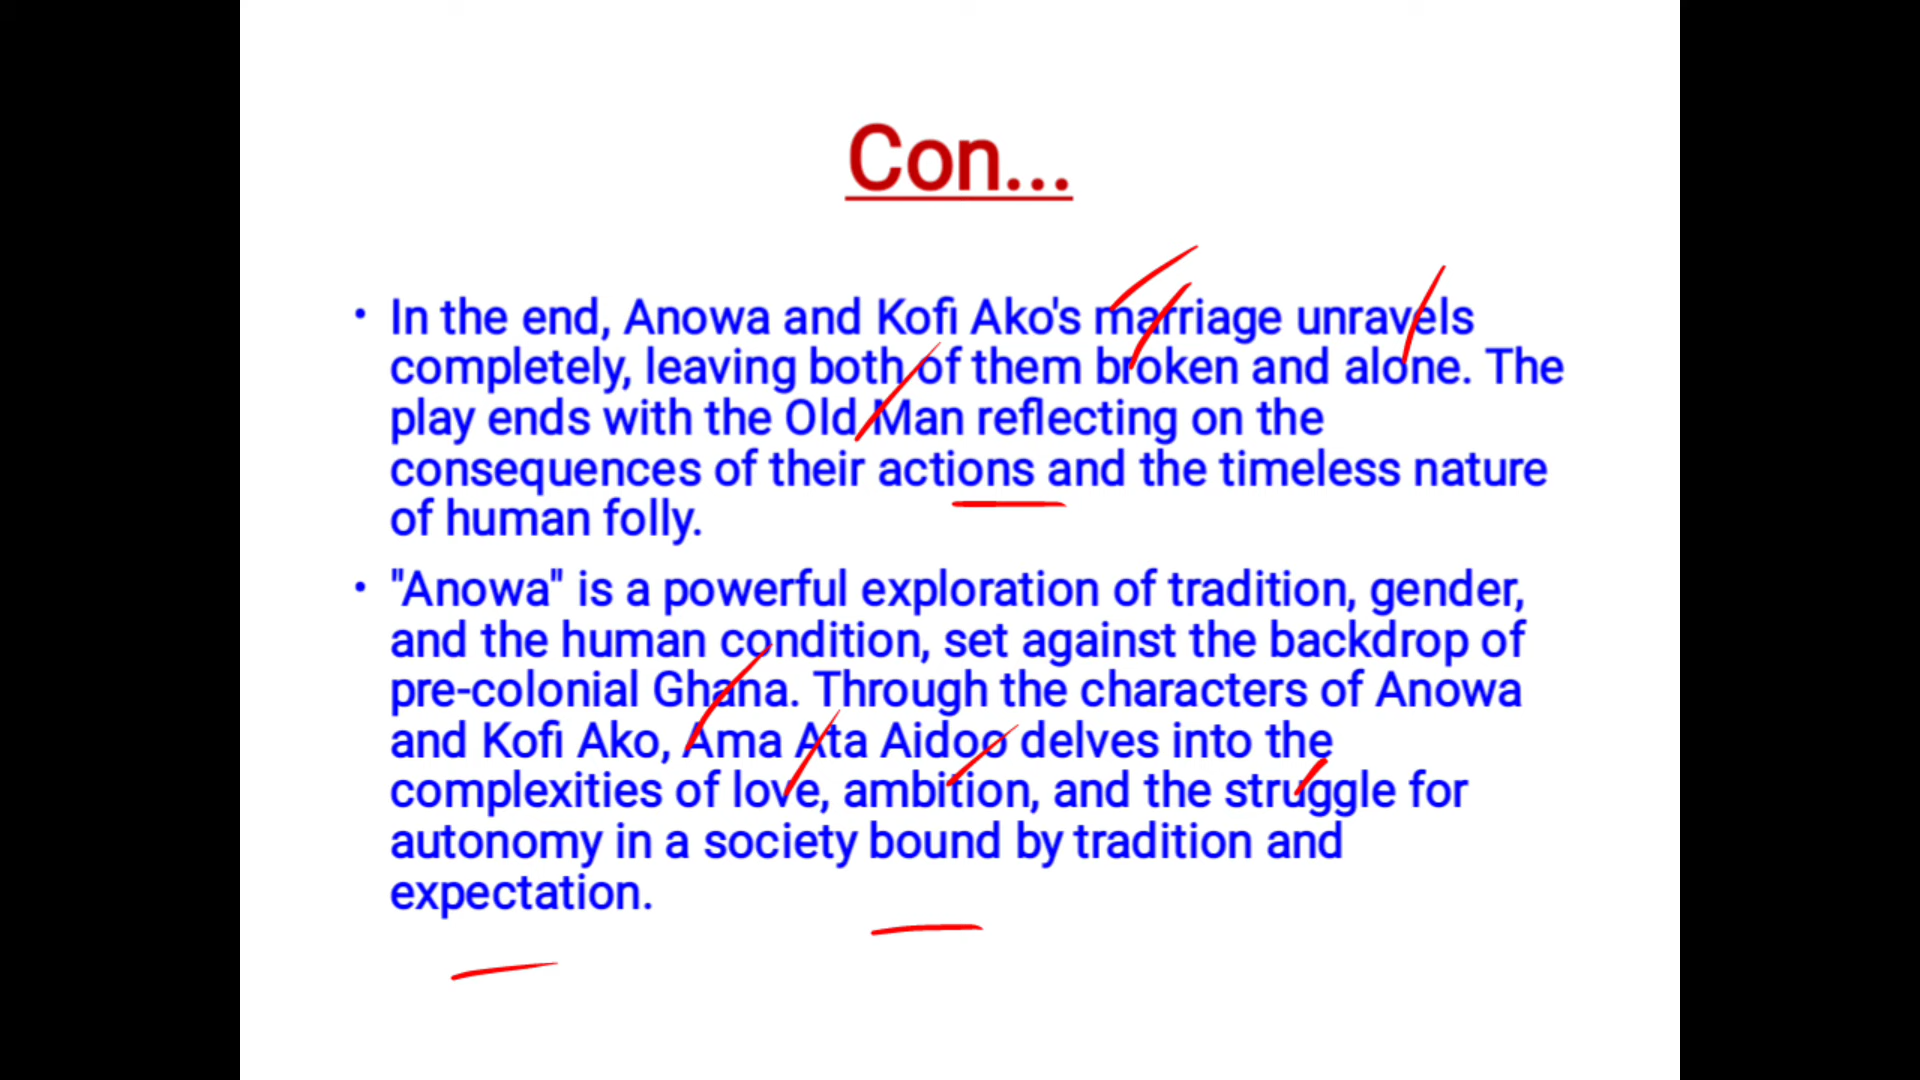 Con...
• In the end, Anowa and Kofi Ako's marriage unravels
completely, leaving both of them broken and alone. The
play ends with the Old Man reflecting on the
consequences of their actions and the timeless nature
of human folly.
• "Anowa" is a powerful exploration of tradition, gender,
and the human condition, set against the backdrop of
pre-colonial Ghana. Through the characters of Anowa
and Kofi Ako, Ama Ata Aidoo delves into the
complexities of love, ambition, and the struggle for
autonomy in a society bound by tradition and
expectation.